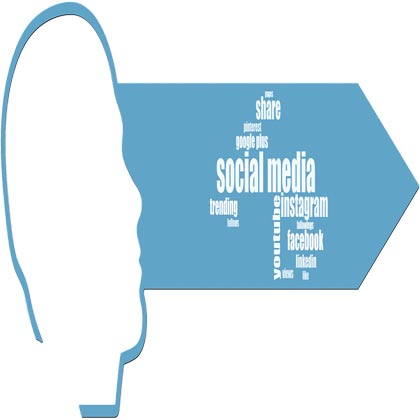 pages
share
pinterest
google plus
social media
trending
instagram
follows
youtube
followings
facebook
linkedin
views
like